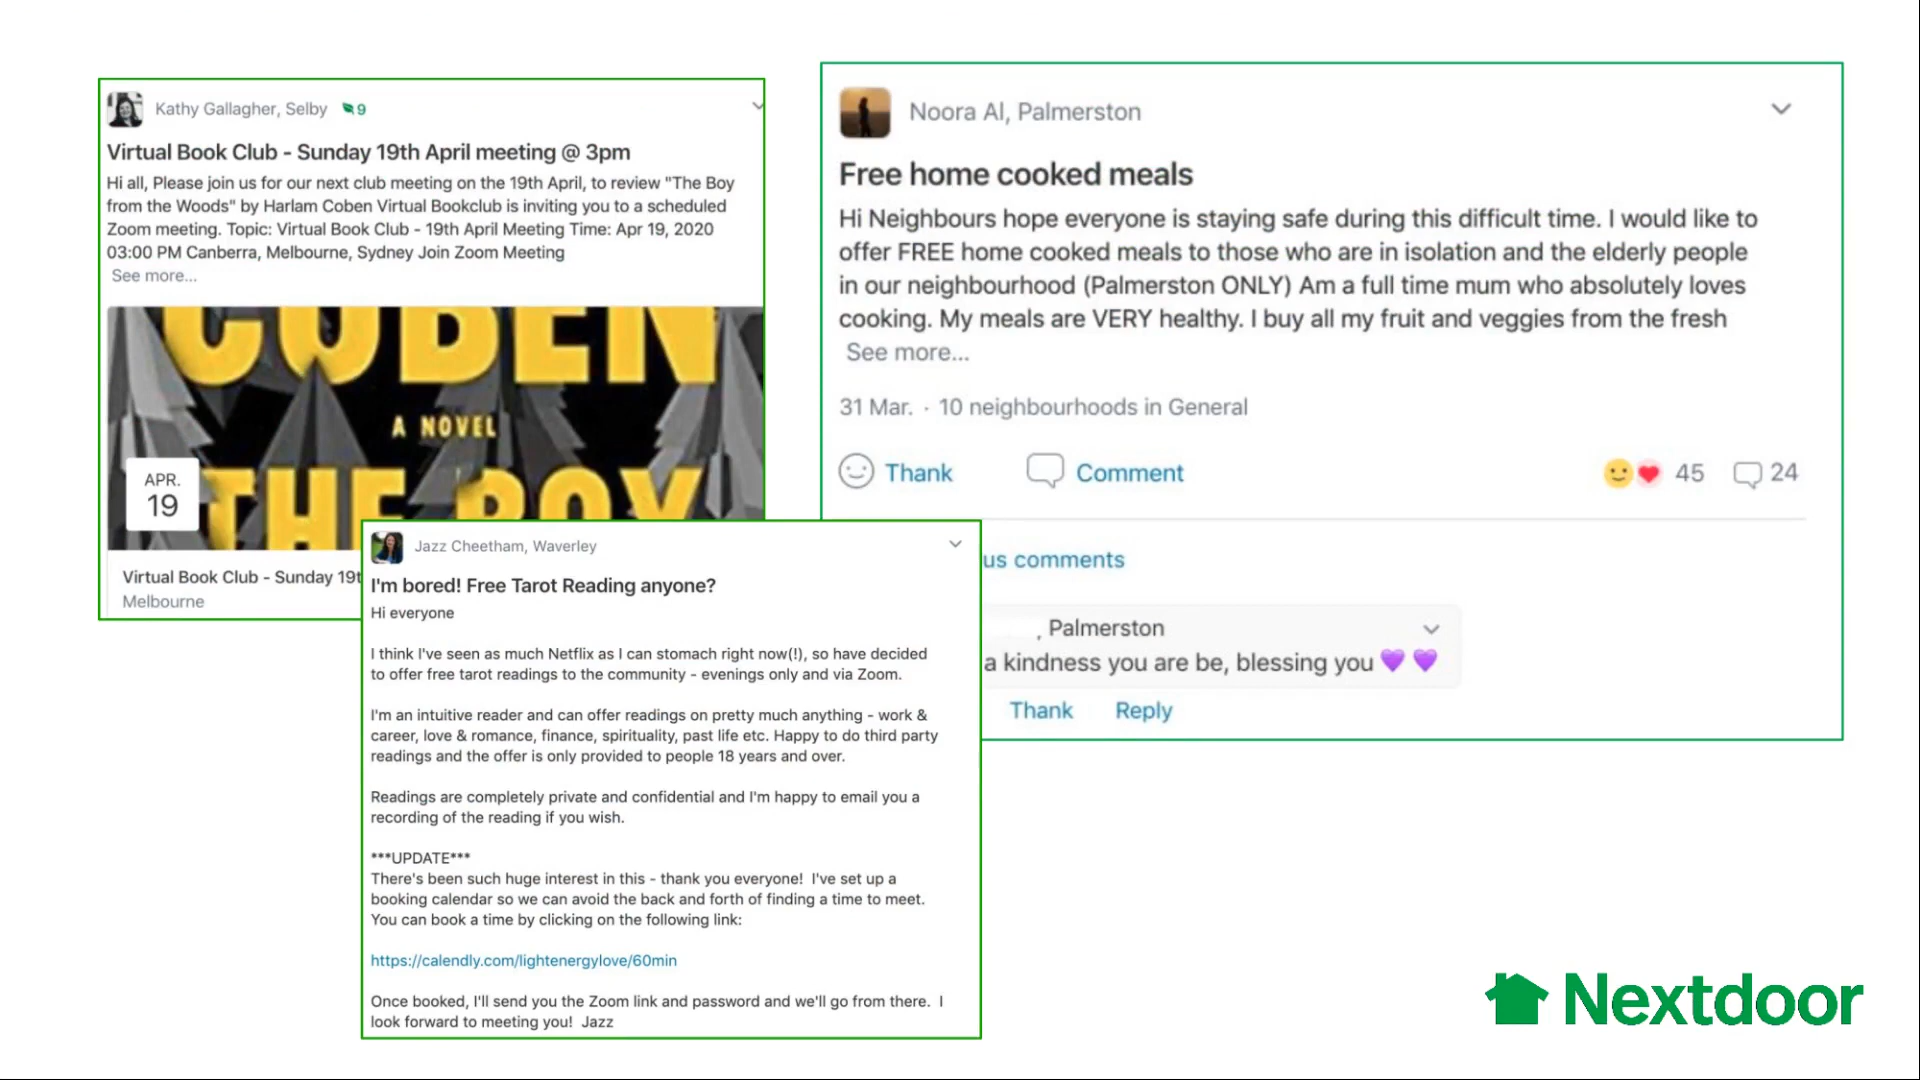 Kathy Gallagher, Selby 9
Virtual Book Club - Sunday 19th April meeting @ 3pm
Hi all, Please join us for our next club meeting on the 19th April, to review "The Boy
from the Woods" by Harlam Coben Virtual Bookclub is inviting you to a scheduled
Zoom meeting. Topic: Virtual Book Club - 19th April Meeting Time: Apr 19, 2020
03:00 PM Canberra, Melbourne, Sydney Join Zoom Meeting
See more...
COBEN
A NOVEL
THE BOY
APR.
19
Virtual Book Club - Sunday 19t
Melbourne
Jazz Cheetham, Waverley
I'm bored! Free Tarot Reading anyone?
Hi everyone
I think I've seen as much Netflix as I can stomach right now(!), so have decided
to offer free tarot readings to the community - evenings only and via Zoom.
I'm an intuitive reader and can offer readings on pretty much anything - work &
career, love & romance, finance, spirituality, past life etc. Happy to do third party
readings and the offer is only provided to people 18 years and over.
Readings are completely private and confidential and I'm happy to email you a
recording of the reading if you wish.
***UPDATE***
There's been such huge interest in this - thank you everyone! I've set up a
booking calendar so we can avoid the back and forth of finding a time to meet.
You can book a time by clicking on the following link:
https://calendly.com/lightenergylove/60min
Once booked, I'll send you the Zoom link and password and we'll go from there. I
look forward to meeting you! Jazz
Noora Al, Palmerston
Free home cooked meals
Hi Neighbours hope everyone is staying safe during this difficult time. I would like to
offer FREE home cooked meals to those who are in isolation and the elderly people
in our neighbourhood (Palmerston ONLY) Am a full time mum who absolutely loves
cooking. My meals are VERY healthy. I buy all my fruit and veggies from the fresh
See more...
31 Mar. · 10 neighbourhoods in General
Thank Comment 45 24
us comments
, Palmerston
a kindness you are be, blessing you 💜 💜
Thank Reply
Nextdoor